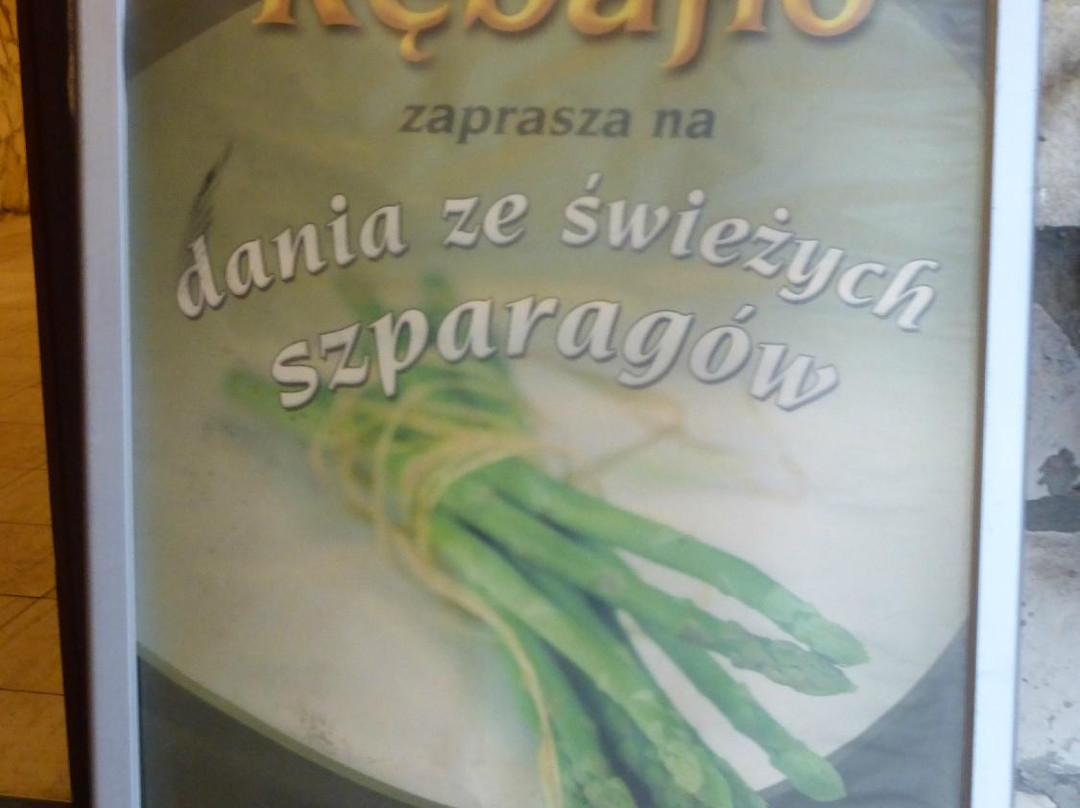 zaprasza na
dania ze świeżych
szparagów